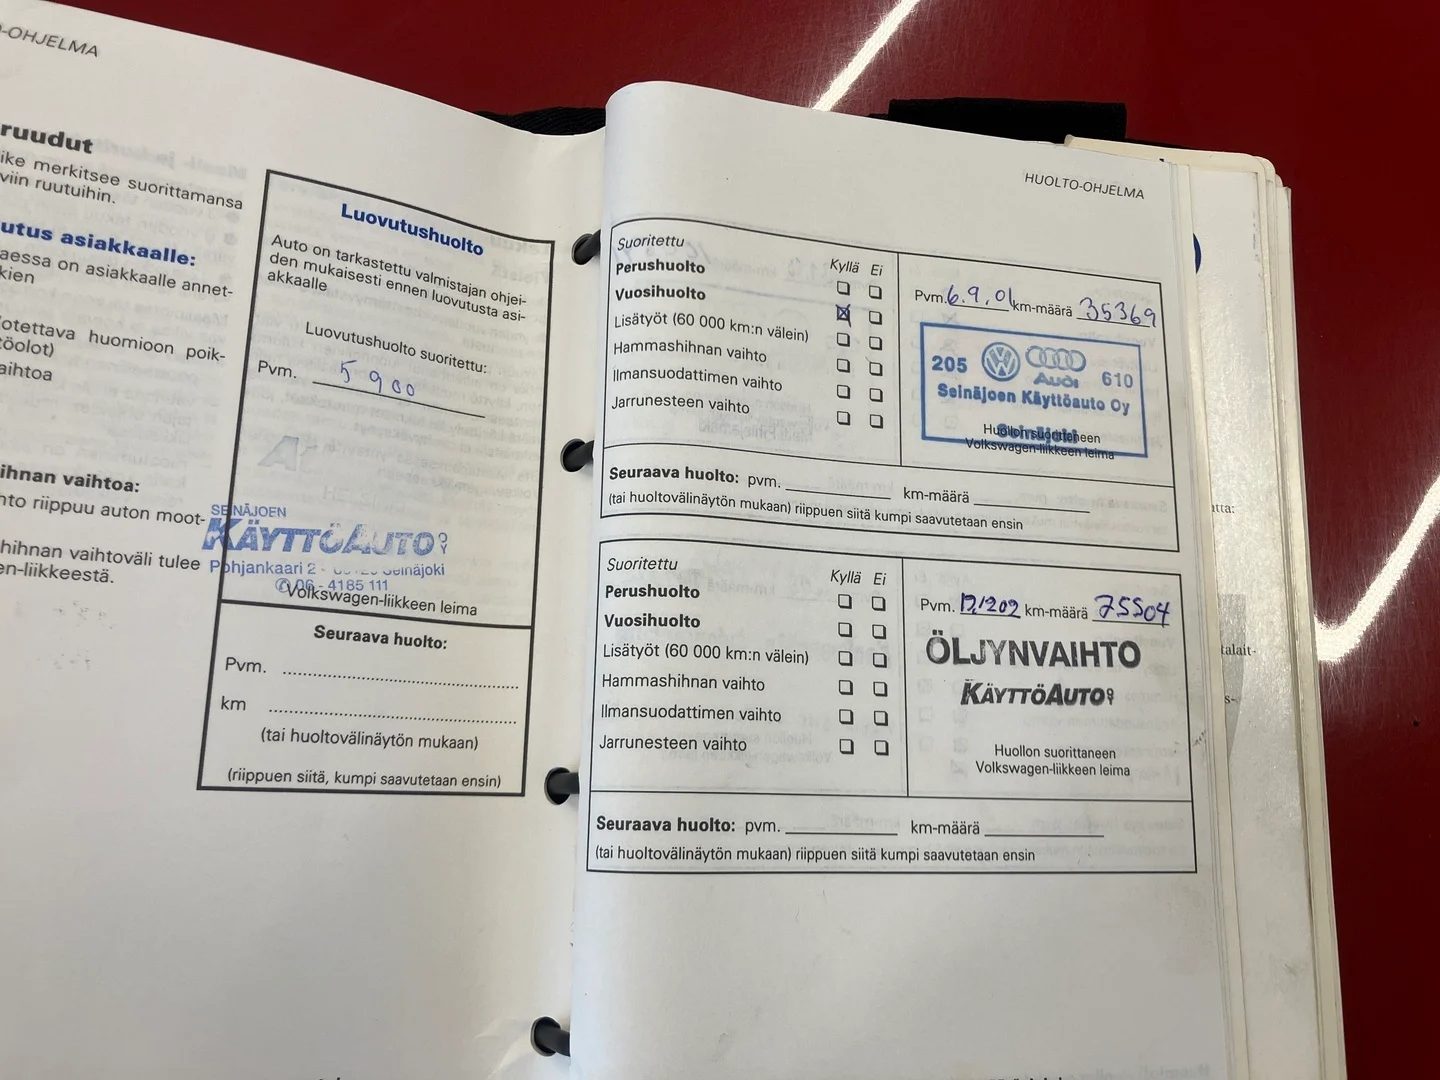 -OHJELMA
ruudut
ike merkitsee suorittamansa
viin ruutuihin.
utus asiakkaalle:
aessa on asiakkaalle annet-
kien
otettava huomioon poik-
töolot)
aihtoa
ihnan vaihtoa:
nto riippuu auton moot-
hihnan vaihtoväli tulee
en-liikkeestä.
Luovutushuolto
Auto on tarkastettu valmistajan ohjei-
den mukaisesti ennen luovutusta asi-
akkaalle
Luovutushuolto suoritettu:
Pvm. 5 9 00
SEINÄJOEN
KÄYTTÖAUTO OY
Pohjankaari 2 - Seinäjoki
✆ 06 - 4185 111
Volkswagen-liikkeen leima
Seuraava huolto:
Pvm.
km
(tai huoltovälinäytön mukaan)
(riippuen siitä, kumpi saavutetaan ensin)
HUOLTO-OHJELMA
Suoritettu
Kyllä Ei
Perushuolto
Vuosihuolto
Lisätyöt (60 000 km:n välein)
Hammashihnan vaihto
Ilmansuodattimen vaihto
Jarrunesteen vaihto
Pvm. 6.9.01 km-määrä 35369
205 610
Audi
Seinäjoen Käyttöauto Oy
Seinäjoki
Huollon suorittaneen
Volkswagen-liikkeen leima
Seuraava huolto: pvm. km-määrä
(tai huoltovälinäytön mukaan) riippuen siitä kumpi saavutetaan ensin
Suoritettu
Kyllä Ei
Perushuolto
Vuosihuolto
Lisätyöt (60 000 km:n välein)
Hammashihnan vaihto
Ilmansuodattimen vaihto
Jarrunesteen vaihto
Pvm. km-määrä 75504
ÖLJYNVAIHTO
KÄYTTÖAUTO OY
Huollon suorittaneen
Volkswagen-liikkeen leima
Seuraava huolto: pvm. km-määrä
(tai huoltovälinäytön mukaan) riippuen siitä kumpi saavutetaan ensin
talait-